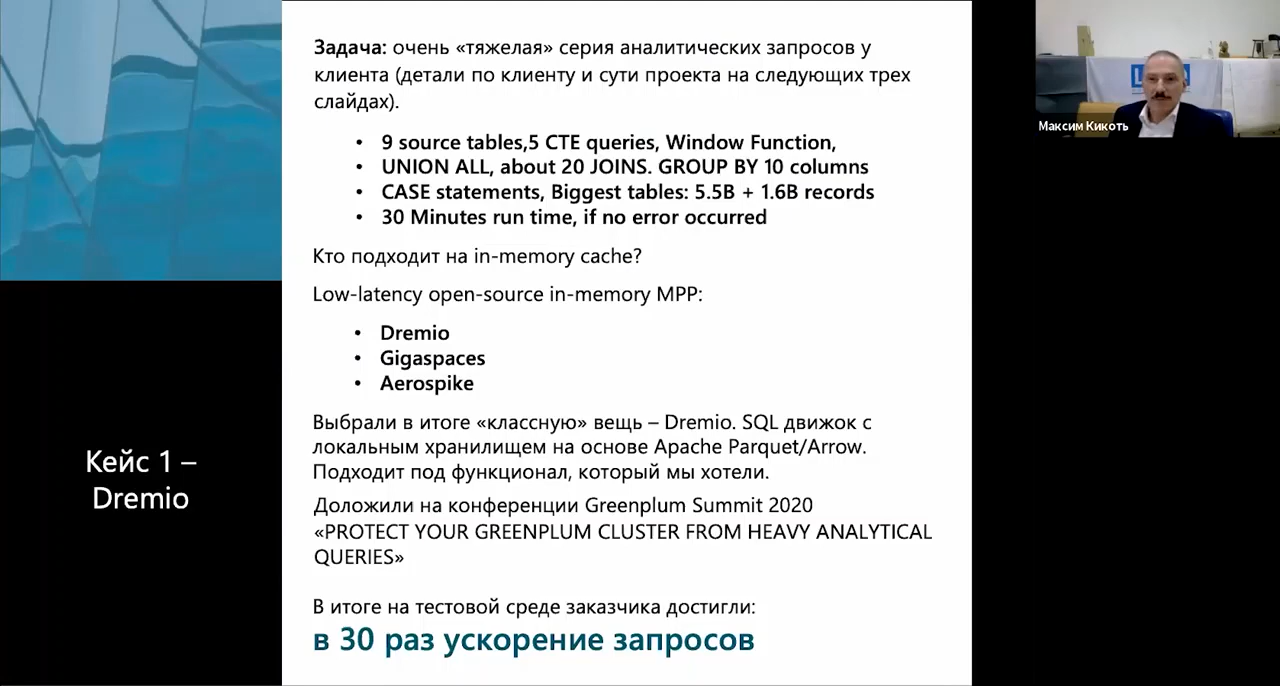 Задача: очень «тяжелая» серия аналитических запросов у
клиента (детали по клиенту и сути проекта на следующих трех
слайдах).
• 9 source tables,5 CTE queries, Window Function,
• UNION ALL, about 20 JOINS. GROUP BY 10 columns
• CASE statements, Biggest tables: 5.5B + 1.6B records
• 30 Minutes run time, if no error occurred
Кто подходит на in-memory cache?
Low-latency open-source in-memory MPP:
• Dremio
• Gigaspaces
• Aerospike
Выбрали в итоге «классную» вещь – Dremio. SQL движок с
локальным хранилищем на основе Apache Parquet/Arrow.
Подходит под функционал, который мы хотели.
Доложили на конференции Greenplum Summit 2020
«PROTECT YOUR GREENPLUM CLUSTER FROM HEAVY ANALYTICAL
QUERIES»
В итоге на тестовой среде заказчика достигли:
в 30 раз ускорение запросов
Кейс 1 –
Dremio
Максим Кикоть